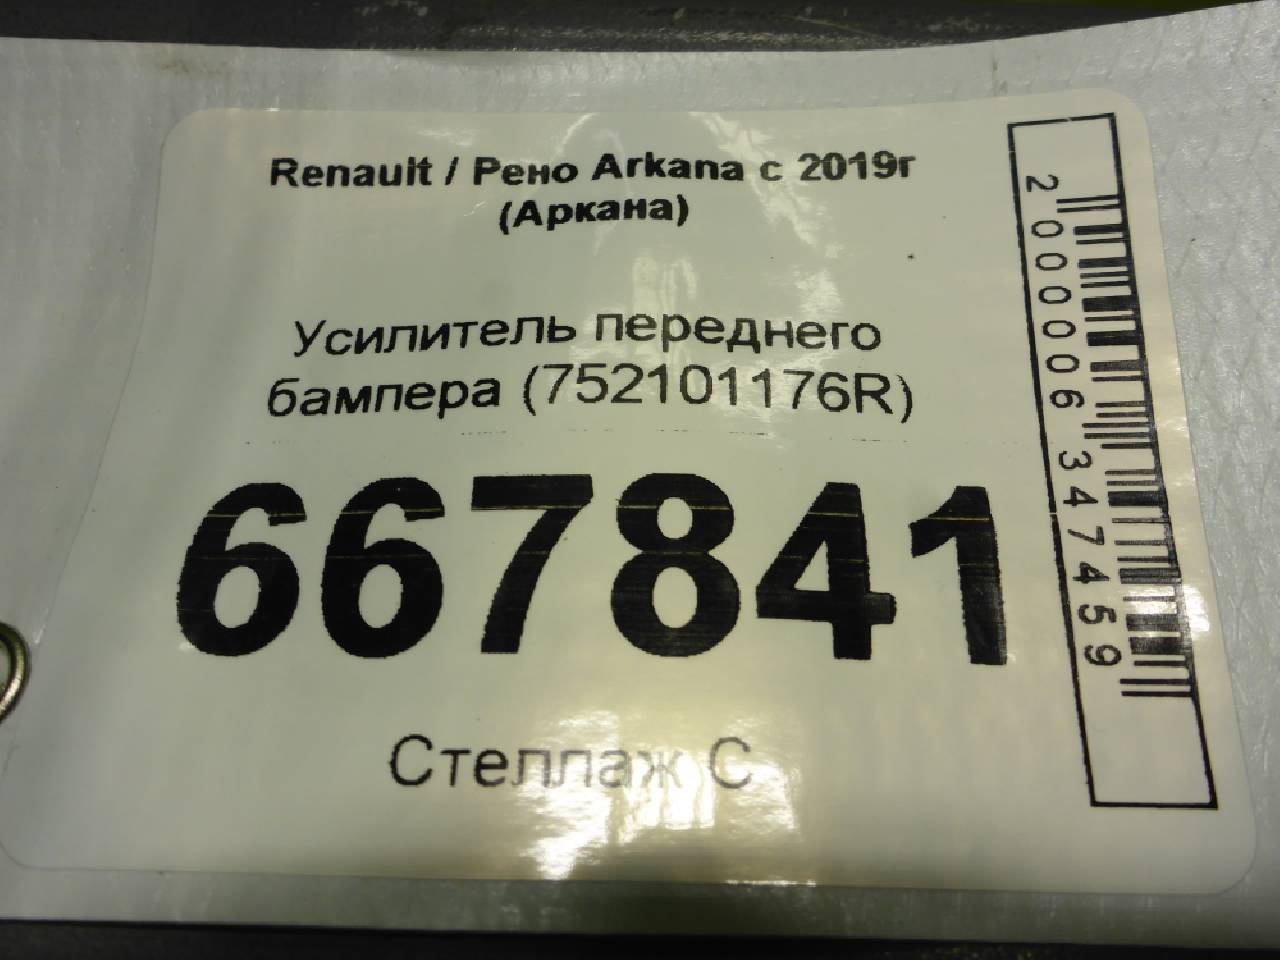 Renault / Рено Arkana с 2019г
(Аркана)
Усилитель переднего
бампера (752101176R)
667841
Стеллаж С
2000006347459